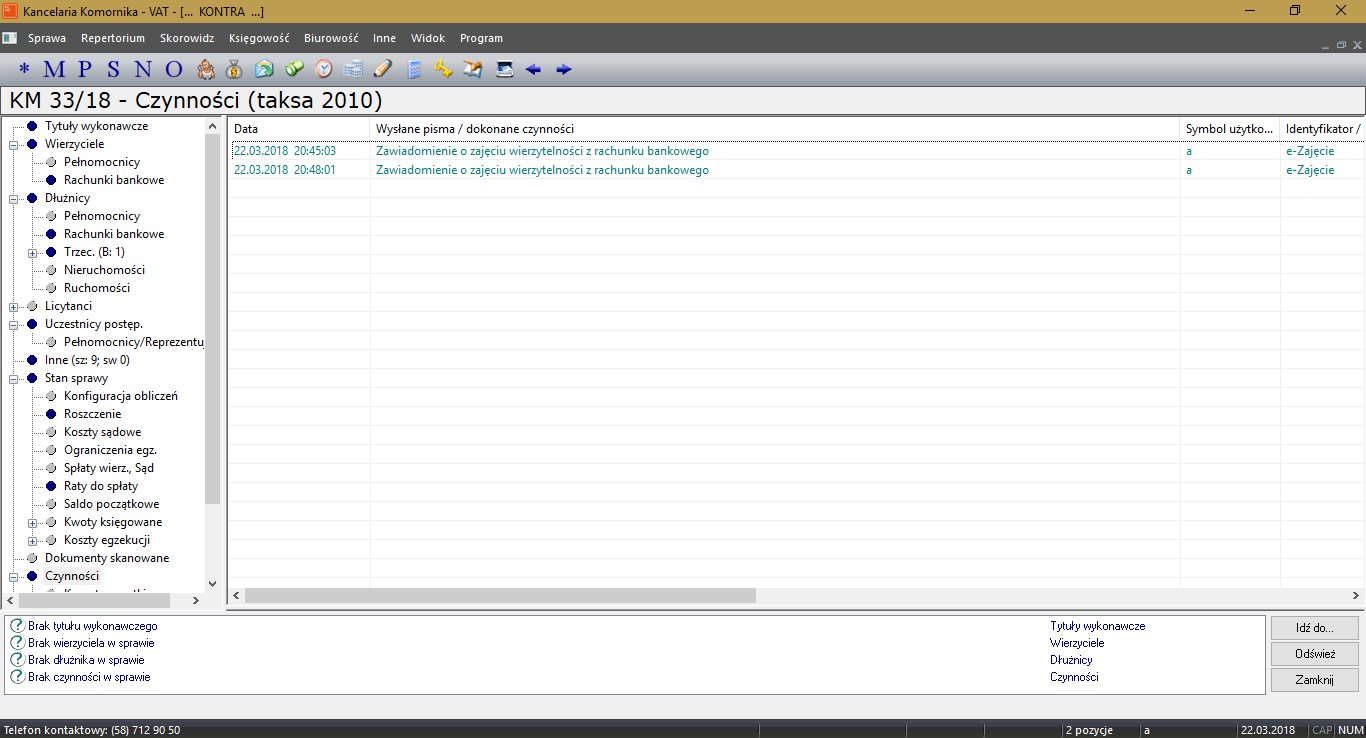 Kancelaria Komornika - VAT - [... KONTRA ...]
Sprawa Repertorium Skorowidz Księgowość Biurowość Inne Widok Program
* M P S N O
KM 33/18 - Czynności (taksa 2010)
Tytuły wykonawcze
Wierzyciele
Pełnomocnicy
Rachunki bankowe
Dłużnicy
Pełnomocnicy
Rachunki bankowe
Trzec. (B: 1)
Nieruchomości
Ruchomości
Licytanci
Uczestnicy postęp.
Pełnomocnicy/Reprezentuj
Inne (sz: 9; sw 0)
Stan sprawy
Konfiguracja obliczeń
Roszczenie
Koszty sądowe
Ograniczenia egz.
Spłaty wierz., Sąd
Raty do spłaty
Saldo początkowe
Kwoty księgowane
Koszty egzekucji
Dokumenty skanowane
Czynności
Data Wysłane pisma / dokonane czynności Symbol użytko... Identyfikator /
22.03.2018 20:45:03 Zawiadomienie o zajęciu wierzytelności z rachunku bankowego a e-Zajęcie
22.03.2018 20:48:01 Zawiadomienie o zajęciu wierzytelności z rachunku bankowego a e-Zajęcie
Brak tytułu wykonawczego Tytuły wykonawcze
Brak wierzyciela w sprawie Wierzyciele
Brak dłużnika w sprawie Dłużnicy
Brak czynności w sprawie Czynności
Idź do...
Odśwież
Zamknij
Telefon kontaktowy: (58) 712 90 50 2 pozycje a 22.03.2018 CAP NUM